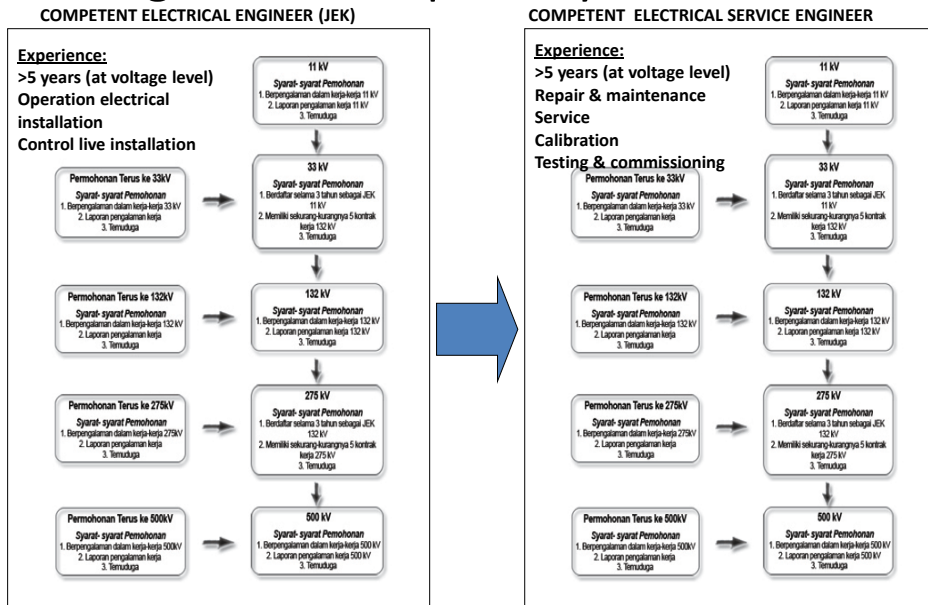 COMPETENT ELECTRICAL ENGINEER (JEK)
Experience:
>5 years (at voltage level)
Operation electrical
installation
Control live installation
11 kV
Syarat-syarat Pemohonan
1. Berpengalaman dalam kerja-kerja 11 kV
2. Laporan pengalaman kerja 11 kV
3. Temuduga
Permohonan Terus ke 33kV
Syarat- syarat Pemohonan
1. Berpengalaman dalam kerja-kerja 33 kV
2. Laporan pengalaman kerja
3. Temuduga
33 kV
Syarat- syarat Pemohonan
1. Berdaftar selama 3 tahun sebagai JEK
11 kV
2. Memiliki sekurang-kurangnya 5 kontrak
kerja 132 kV
3. Temuduga
Permohonan Terus ke 132kV
Syarat- syarat Pemohonan
1. Berpengalaman dalam kerja-kerja 132 kV
2. Laporan pengalaman kerja
3. Temuduga
132 kV
Syarat- syarat Pemohonan
1. Berpengalaman dalam kerja-kerja 132 kV
2. Laporan pengalaman kerja 132 kV
3. Temuduga
Permohonan Terus ke 275kV
Syarat- syarat Pemohonan
1. Berpengalaman dalam kerja-kerja 275kV
2. Laporan pengalaman kerja
3. Temuduga
275 kV
Syarat- syarat Pemohonan
1. Berdaftar selama 3 tahun sebagai JEK
132 kV
2. Memiliki sekurang-kurangnya 5 kontrak
kerja 275 kV
3. Temuduga
Permohonan Terus ke 500kV
Syarat- syarat Pemohonan
1. Berpengalaman dalam kerja-kerja 500kV
2. Laporan pengalaman kerja
3. Temuduga
500 kV
Syarat- syarat Pemohonan
1. Berpengalaman dalam kerja-kerja 500 kV
2. Laporan pengalaman kerja 500 kV
3. Temuduga
COMPETENT ELECTRICAL SERVICE ENGINEER
Experience:
>5 years (at voltage level)
Repair & maintenance
Service
Calibration
Testing & commissioning
11 kV
Syarat-syarat Pemohonan
1. Berpengalaman dalam kerja-kerja 11 kV
2. Laporan pengalaman kerja 11 kV
3. Temuduga
Permohonan Terus ke 33kV
Syarat- syarat Pemohonan
1. Berpengalaman dalam kerja-kerja 33 kV
2. Laporan pengalaman kerja
3. Temuduga
33 kV
Syarat- syarat Pemohonan
1. Berdaftar selama 3 tahun sebagai JEK
11 kV
2. Memiliki sekurang-kurangnya 5 kontrak
kerja 132 kV
3. Temuduga
Permohonan Terus ke 132kV
Syarat- syarat Pemohonan
1. Berpengalaman dalam kerja-kerja 132 kV
2. Laporan pengalaman kerja
3. Temuduga
132 kV
Syarat- syarat Pemohonan
1. Berpengalaman dalam kerja-kerja 132 kV
2. Laporan pengalaman kerja 132 kV
3. Temuduga
Permohonan Terus ke 275kV
Syarat- syarat Pemohonan
1. Berpengalaman dalam kerja-kerja 275kV
2. Laporan pengalaman kerja
3. Temuduga
275 kV
Syarat- syarat Pemohonan
1. Berdaftar selama 3 tahun sebagai JEK
132 kV
2. Memiliki sekurang-kurangnya 5 kontrak
kerja 275 kV
3. Temuduga
Permohonan Terus ke 500kV
Syarat- syarat Pemohonan
1. Berpengalaman dalam kerja-kerja 500kV
2. Laporan pengalaman kerja
3. Temuduga
500 kV
Syarat- syarat Pemohonan
1. Berpengalaman dalam kerja-kerja 500 kV
2. Laporan pengalaman kerja 500 kV
3. Temuduga